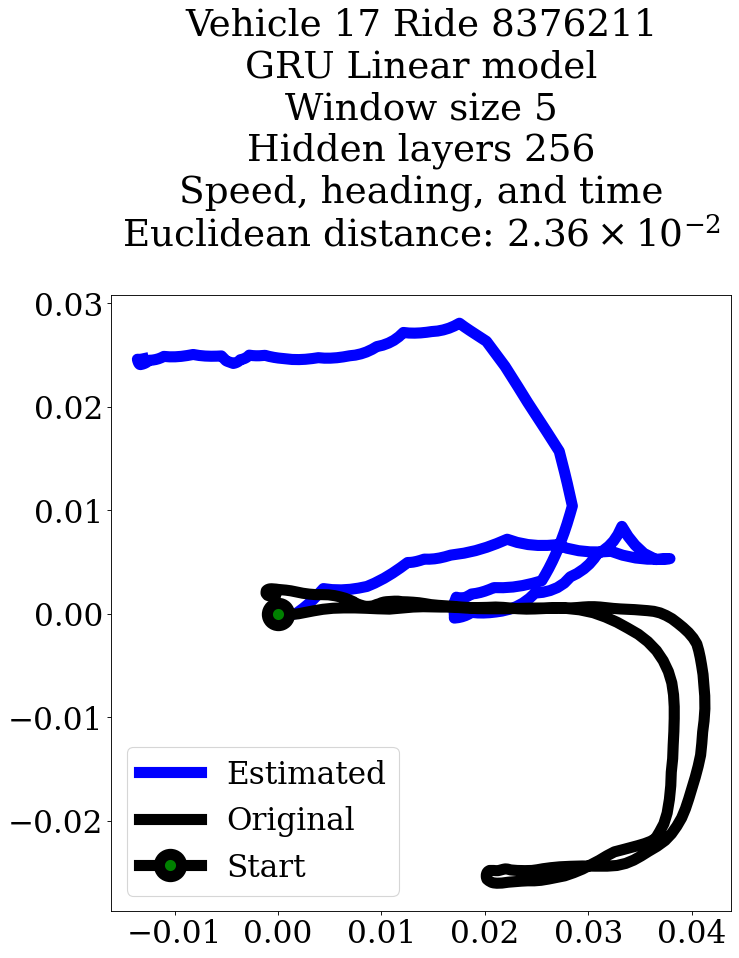 Vehicle 17 Ride 8376211
GRU Linear model
Window size 5
Hidden layers 256
Speed, heading, and time
Euclidean distance: 2.36 × 10⁻²
0.03
0.02
0.01
0.00
−0.01
−0.02
Estimated
Original
Start
−0.01 0.00 0.01 0.02 0.03 0.04